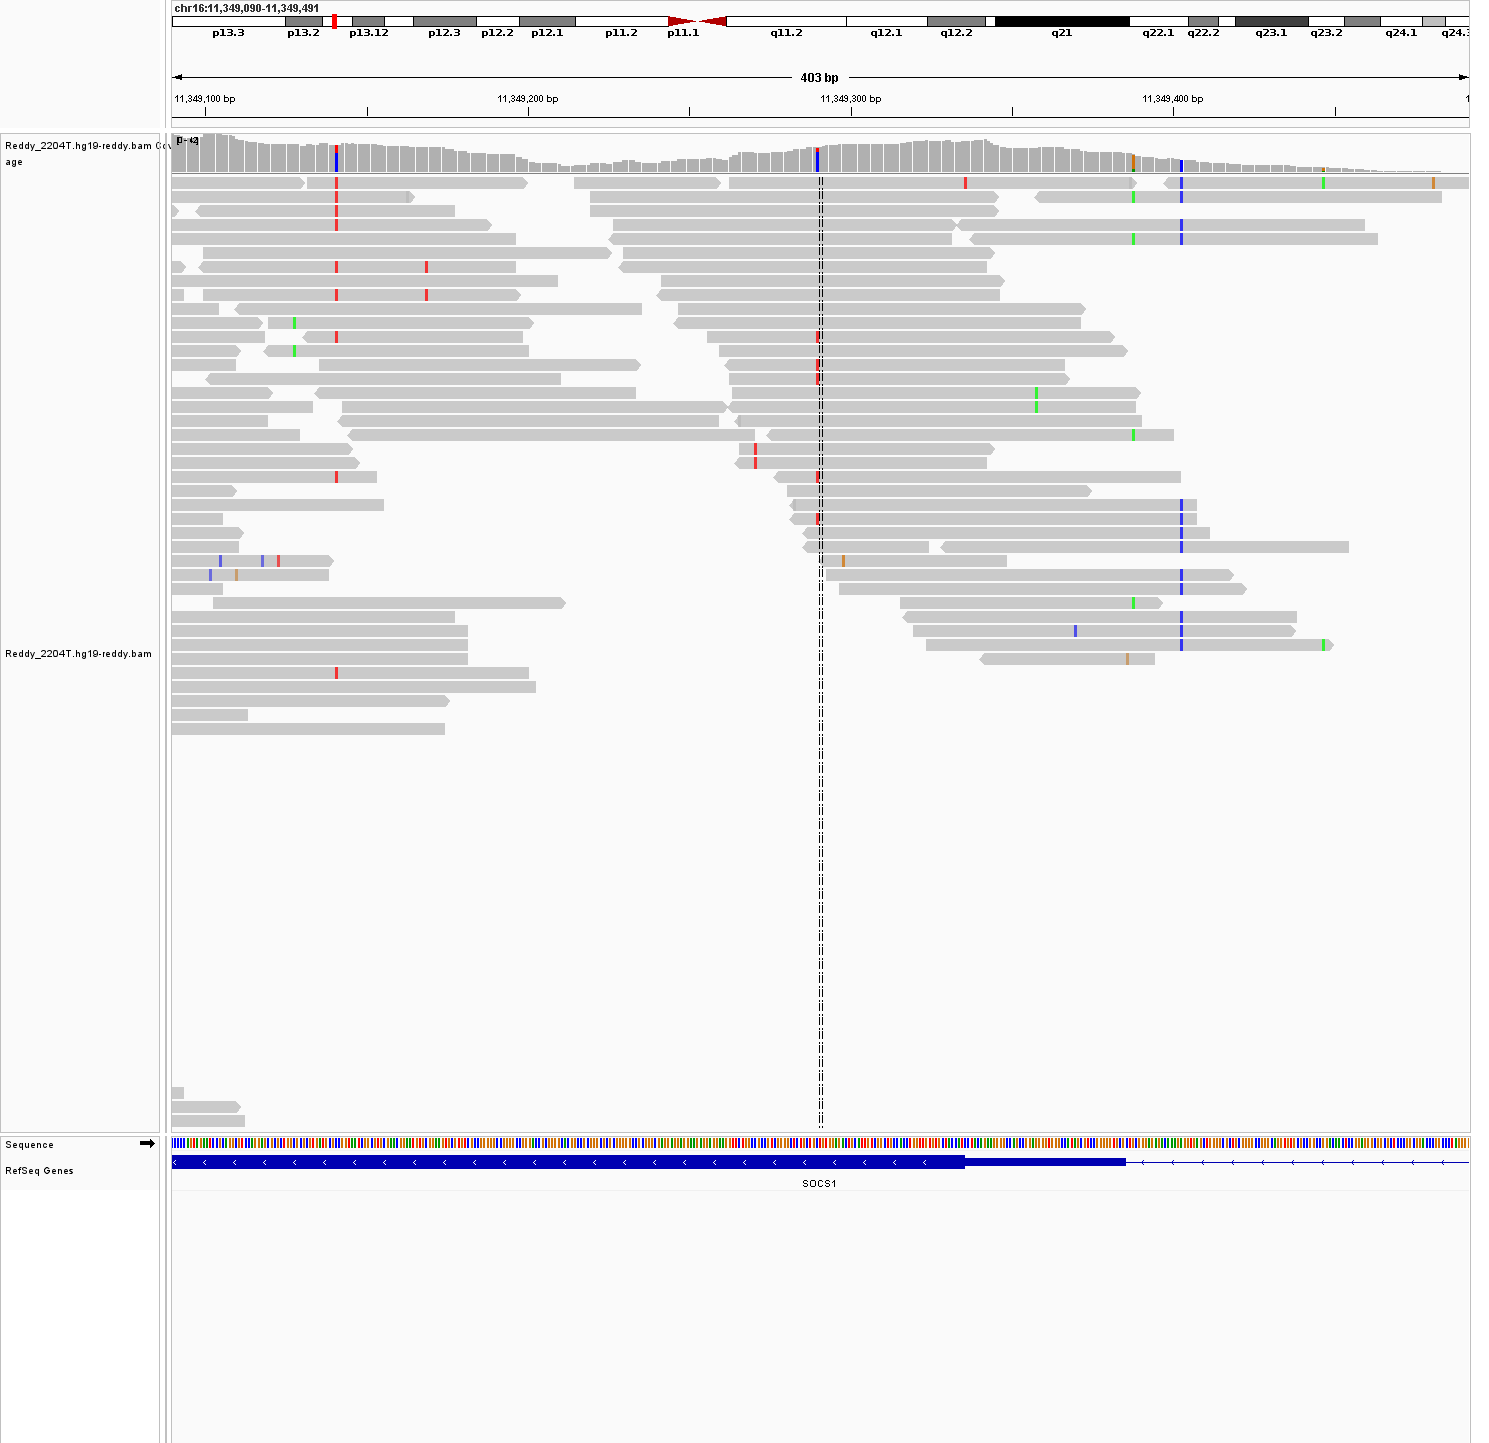 chr16:11,349,090-11,349,491
p13.3 p13.2 p13.12 p12.3 p12.2 p12.1 p11.2 p11.1 q11.2 q12.1 q12.2 q21 q22.1 q22.2 q23.1 q23.2 q24.1 q24.3
403 bp
11,349,100 bp 11,349,200 bp 11,349,300 bp 11,349,400 bp 1
Reddy_2204T.hg19-reddy.bam Cov
age
Reddy_2204T.hg19-reddy.bam
Sequence
RefSeq Genes
SOCS1